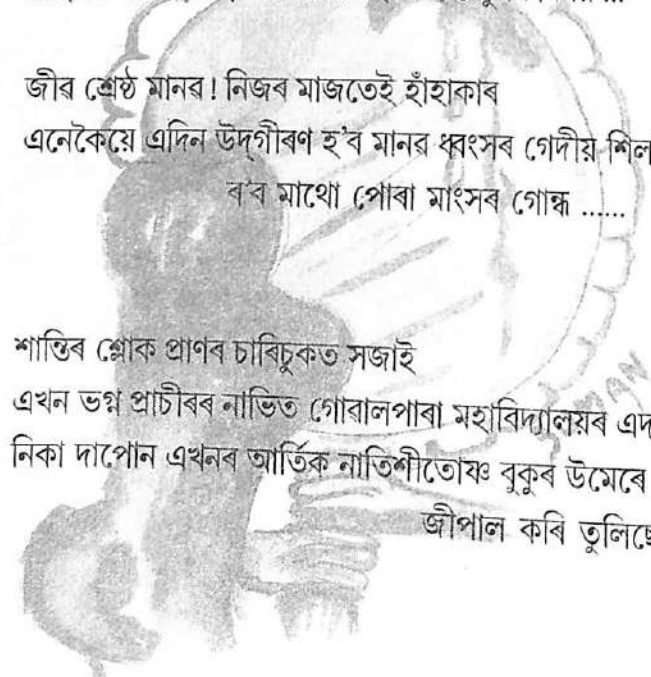 জীৱ শ্ৰেষ্ঠ মানৱ! নিজৰ মাজতেই হাঁহাকাৰ
এনেকৈয়ে এদিন উদ্‌গীৰণ হ'ব মানৱ ধ্বংসৰ গেদীয় শিল
ৰ'ব মাথো পোৰা মাংসৰ গোন্ধ ......
শান্তিৰ শ্লোক প্ৰাণৰ চাৰিচুকত সজাই
এখন ভগ্ন প্ৰাচীৰৰ নাভিত গোৱালপাৰা মহাবিদ্যালয়ৰ এদ
নিকা দাপোন এখনৰ আৰ্তিক নাতিশীতোষ্ণ বুকুৰ উমেৰে
জীপাল কৰি তুলিছে